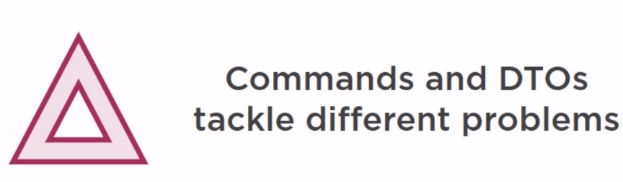 Commands and DTOs
tackle different problems